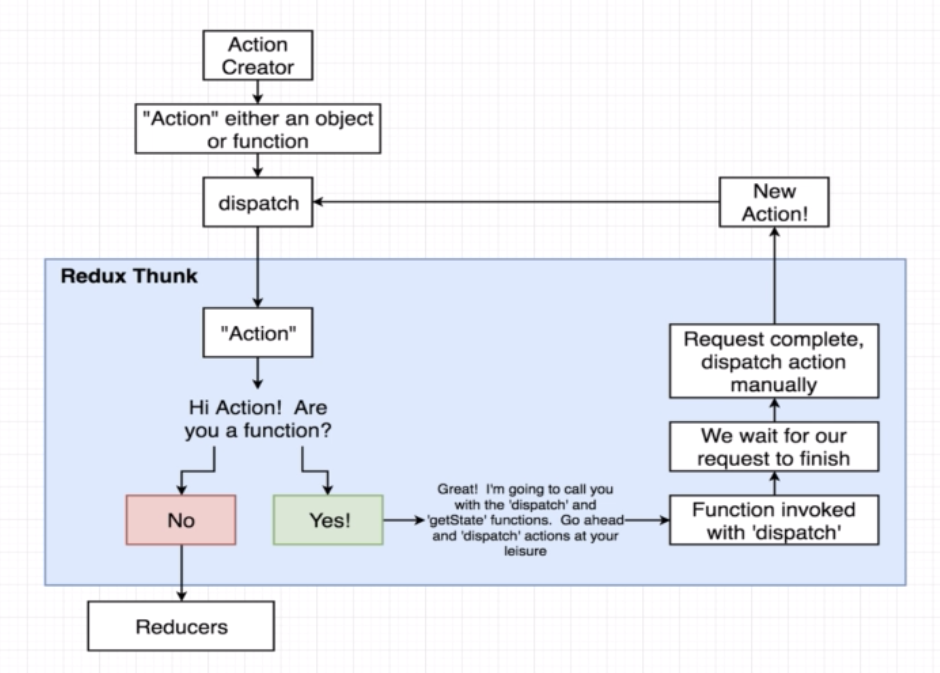 Action
Creator
"Action" either an object
or function
dispatch
New
Action!
Redux Thunk
"Action"
Hi Action!  Are
you a function?
No
Yes!
Great!  I'm going to call you
with the 'dispatch' and
'getState' functions.  Go ahead
and 'dispatch' actions at your
leisure
Request complete,
dispatch action
manually
We wait for our
request to finish
Function invoked
with 'dispatch'
Reducers